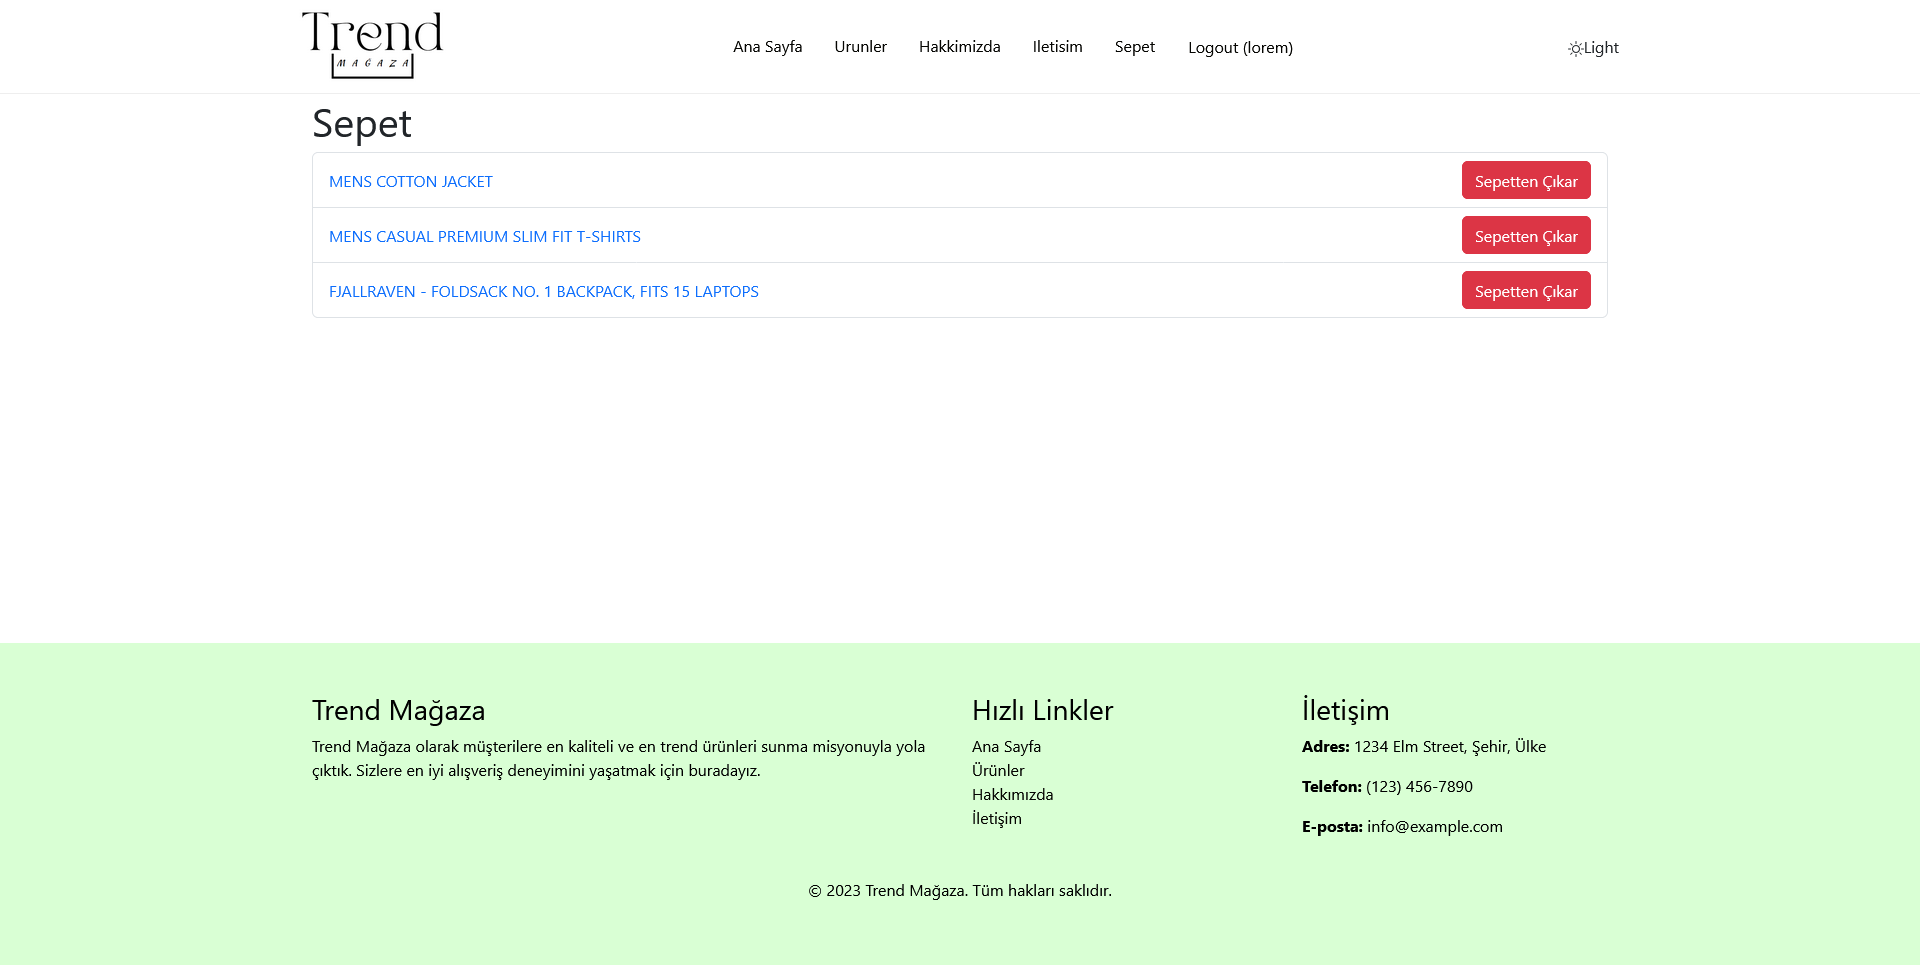 Trend
MAĞAZA
Ana Sayfa
Urunler
Hakkimizda
Iletisim
Sepet
Logout (lorem)
Light
Sepet
MENS COTTON JACKET
Sepetten Çıkar
MENS CASUAL PREMIUM SLIM FIT T-SHIRTS
Sepetten Çıkar
FJALLRAVEN - FOLDSACK NO. 1 BACKPACK, FITS 15 LAPTOPS
Sepetten Çıkar
Trend Mağaza
Trend Mağaza olarak müşterilere en kaliteli ve en trend ürünleri sunma misyonuyla yola
çıktık. Sizlere en iyi alışveriş deneyimini yaşatmak için buradayız.
Hızlı Linkler
Ana Sayfa
Ürünler
Hakkımızda
İletişim
İletişim
Adres: 1234 Elm Street, Şehir, Ülke
Telefon: (123) 456-7890
E-posta: info@example.com
© 2023 Trend Mağaza. Tüm hakları saklıdır.